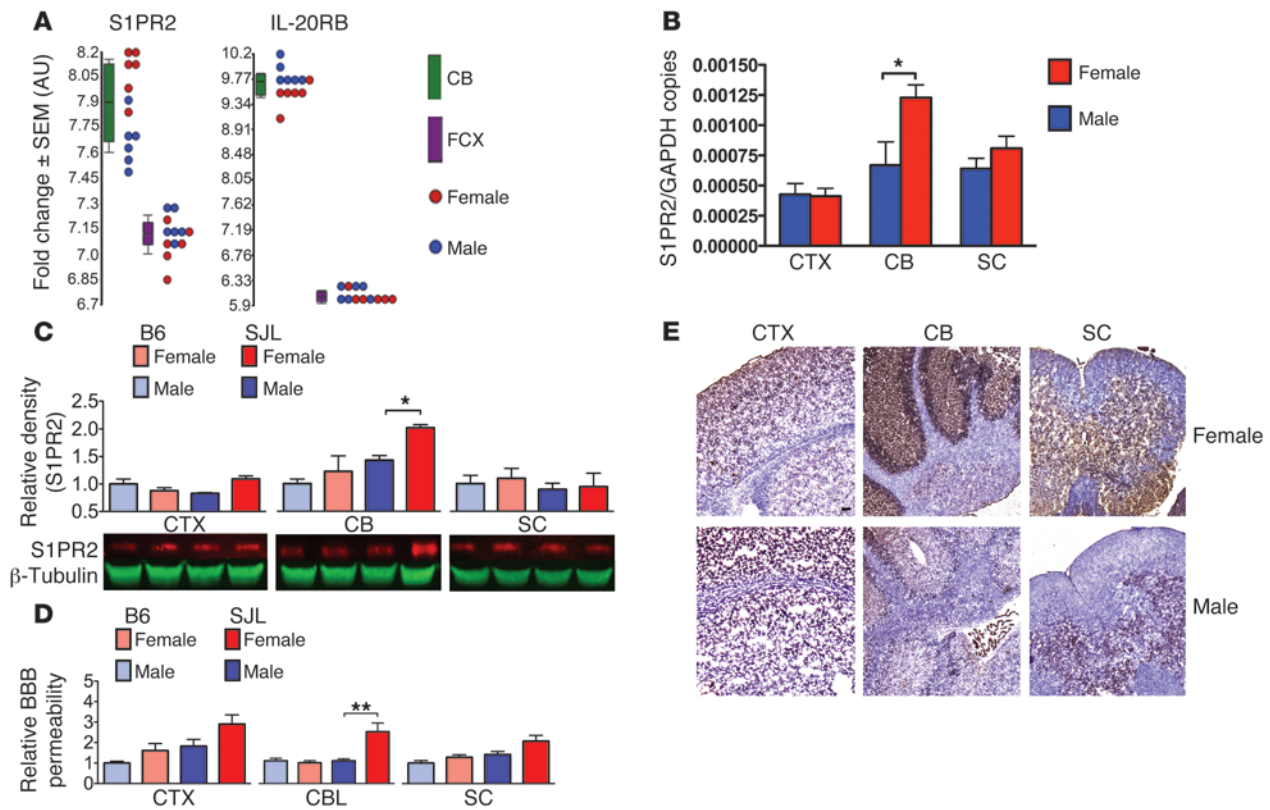 A
S1PR2
IL-20RB
Fold change ± SEM (AU)
8.2
8.05
7.9
7.75
7.6
7.45
7.3
7.15
7.0
6.85
6.7
10.2
9.77
9.34
8.91
8.48
8.05
7.62
7.19
6.76
6.33
5.9
CB
FCX
Female
Male
B
S1PR2/GAPDH copies
0.00150
0.00125
0.00100
0.00075
0.00050
0.00025
0.00000
*
CTX
CB
SC
Female
Male
C
B6
SJL
Female
Female
Male
Male
Relative density
(S1PR2)
2.5
2.0
1.5
1.0
0.5
*
CTX
CB
SC
S1PR2
β-Tubulin
D
B6
SJL
Female
Female
Male
Male
Relative BBB
permeability
5
4
3
2
1
0
**
CTX
CBL
SC
E
CTX
CB
SC
Female
Male